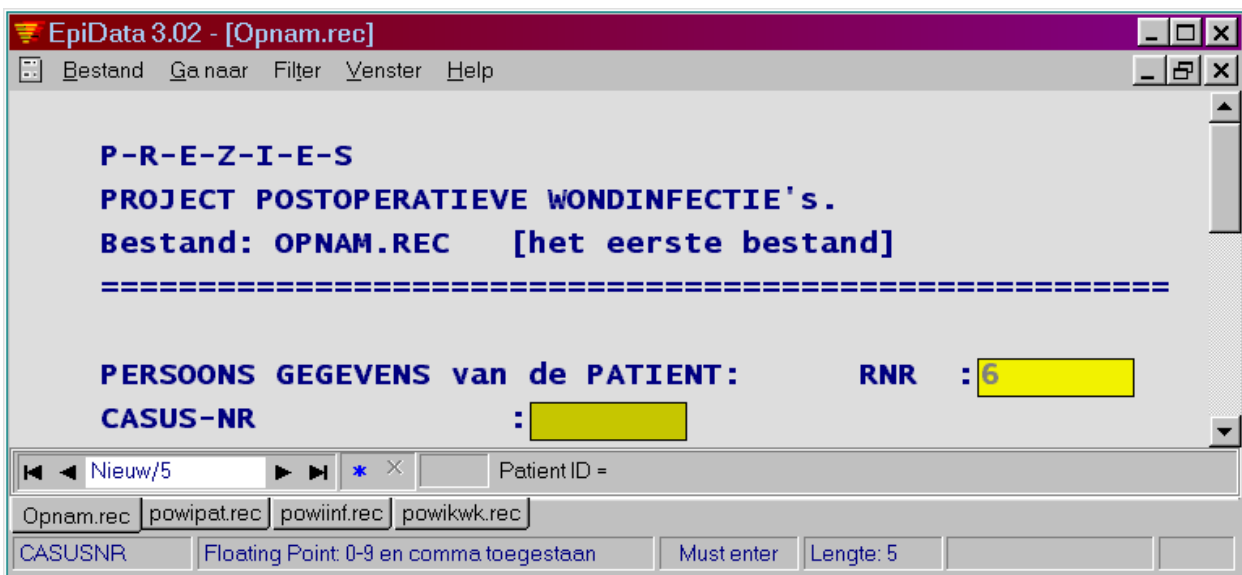 EpiData 3.02 - [Opnam.rec]
Bestand Ga naar Filter Venster Help
P-R-E-Z-I-E-S
PROJECT POSTOPERATIEVE WONDINFECTIE's.
Bestand: OPNAM.REC [het eerste bestand]
=======================================================
PERSOONS GEGEVENS van de PATIENT: RNR :6
CASUS-NR :
Nieuw/5 * Patient ID =
Opnam.rec powipat.rec powiinf.rec powikwk.rec
CASUSNR Floating Point: 0-9 en comma toegestaan Must enter Lengte: 5